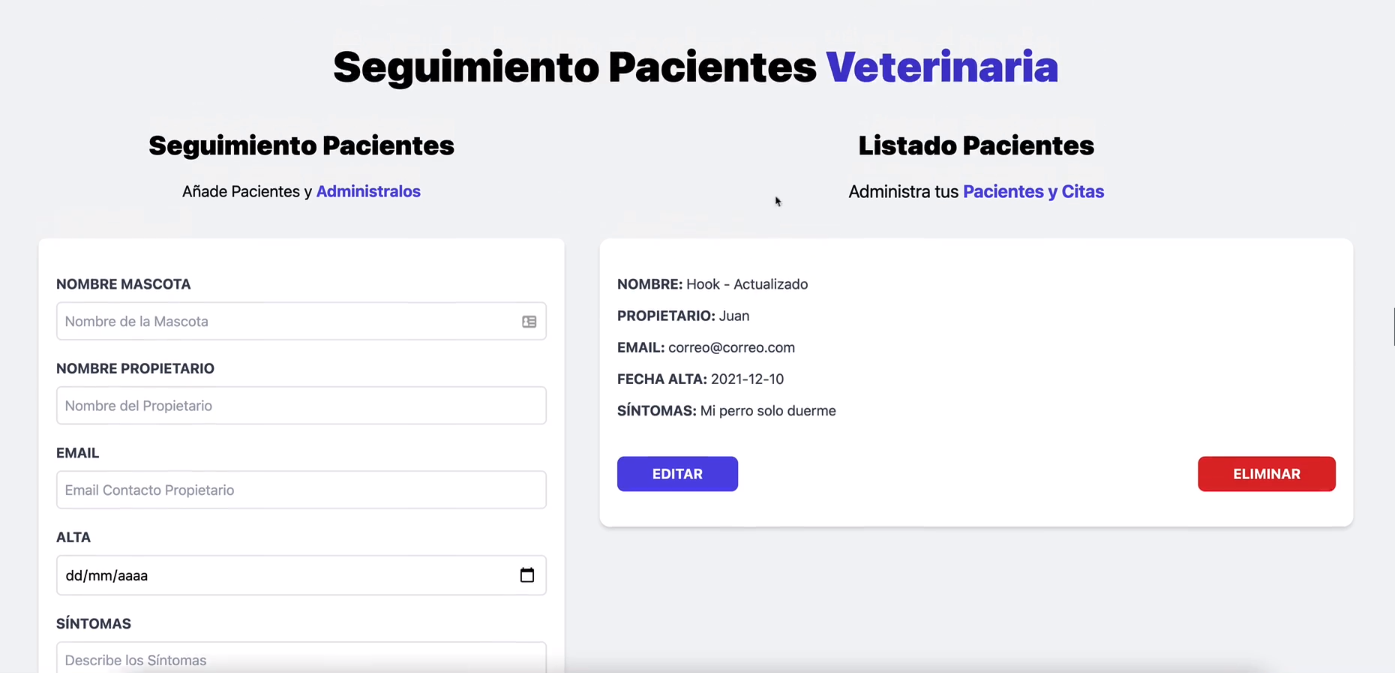 Seguimiento Pacientes Veterinaria
Seguimiento Pacientes
Añade Pacientes y Administralos
NOMBRE MASCOTA
Nombre de la Mascota
NOMBRE PROPIETARIO
Nombre del Propietario
EMAIL
Email Contacto Propietario
ALTA
dd/mm/aaaa
SÍNTOMAS
Describe los Síntomas
Listado Pacientes
Administra tus Pacientes y Citas
NOMBRE: Hook - Actualizado
PROPIETARIO: Juan
EMAIL: correo@correo.com
FECHA ALTA: 2021-12-10
SÍNTOMAS: Mi perro solo duerme
EDITAR
ELIMINAR